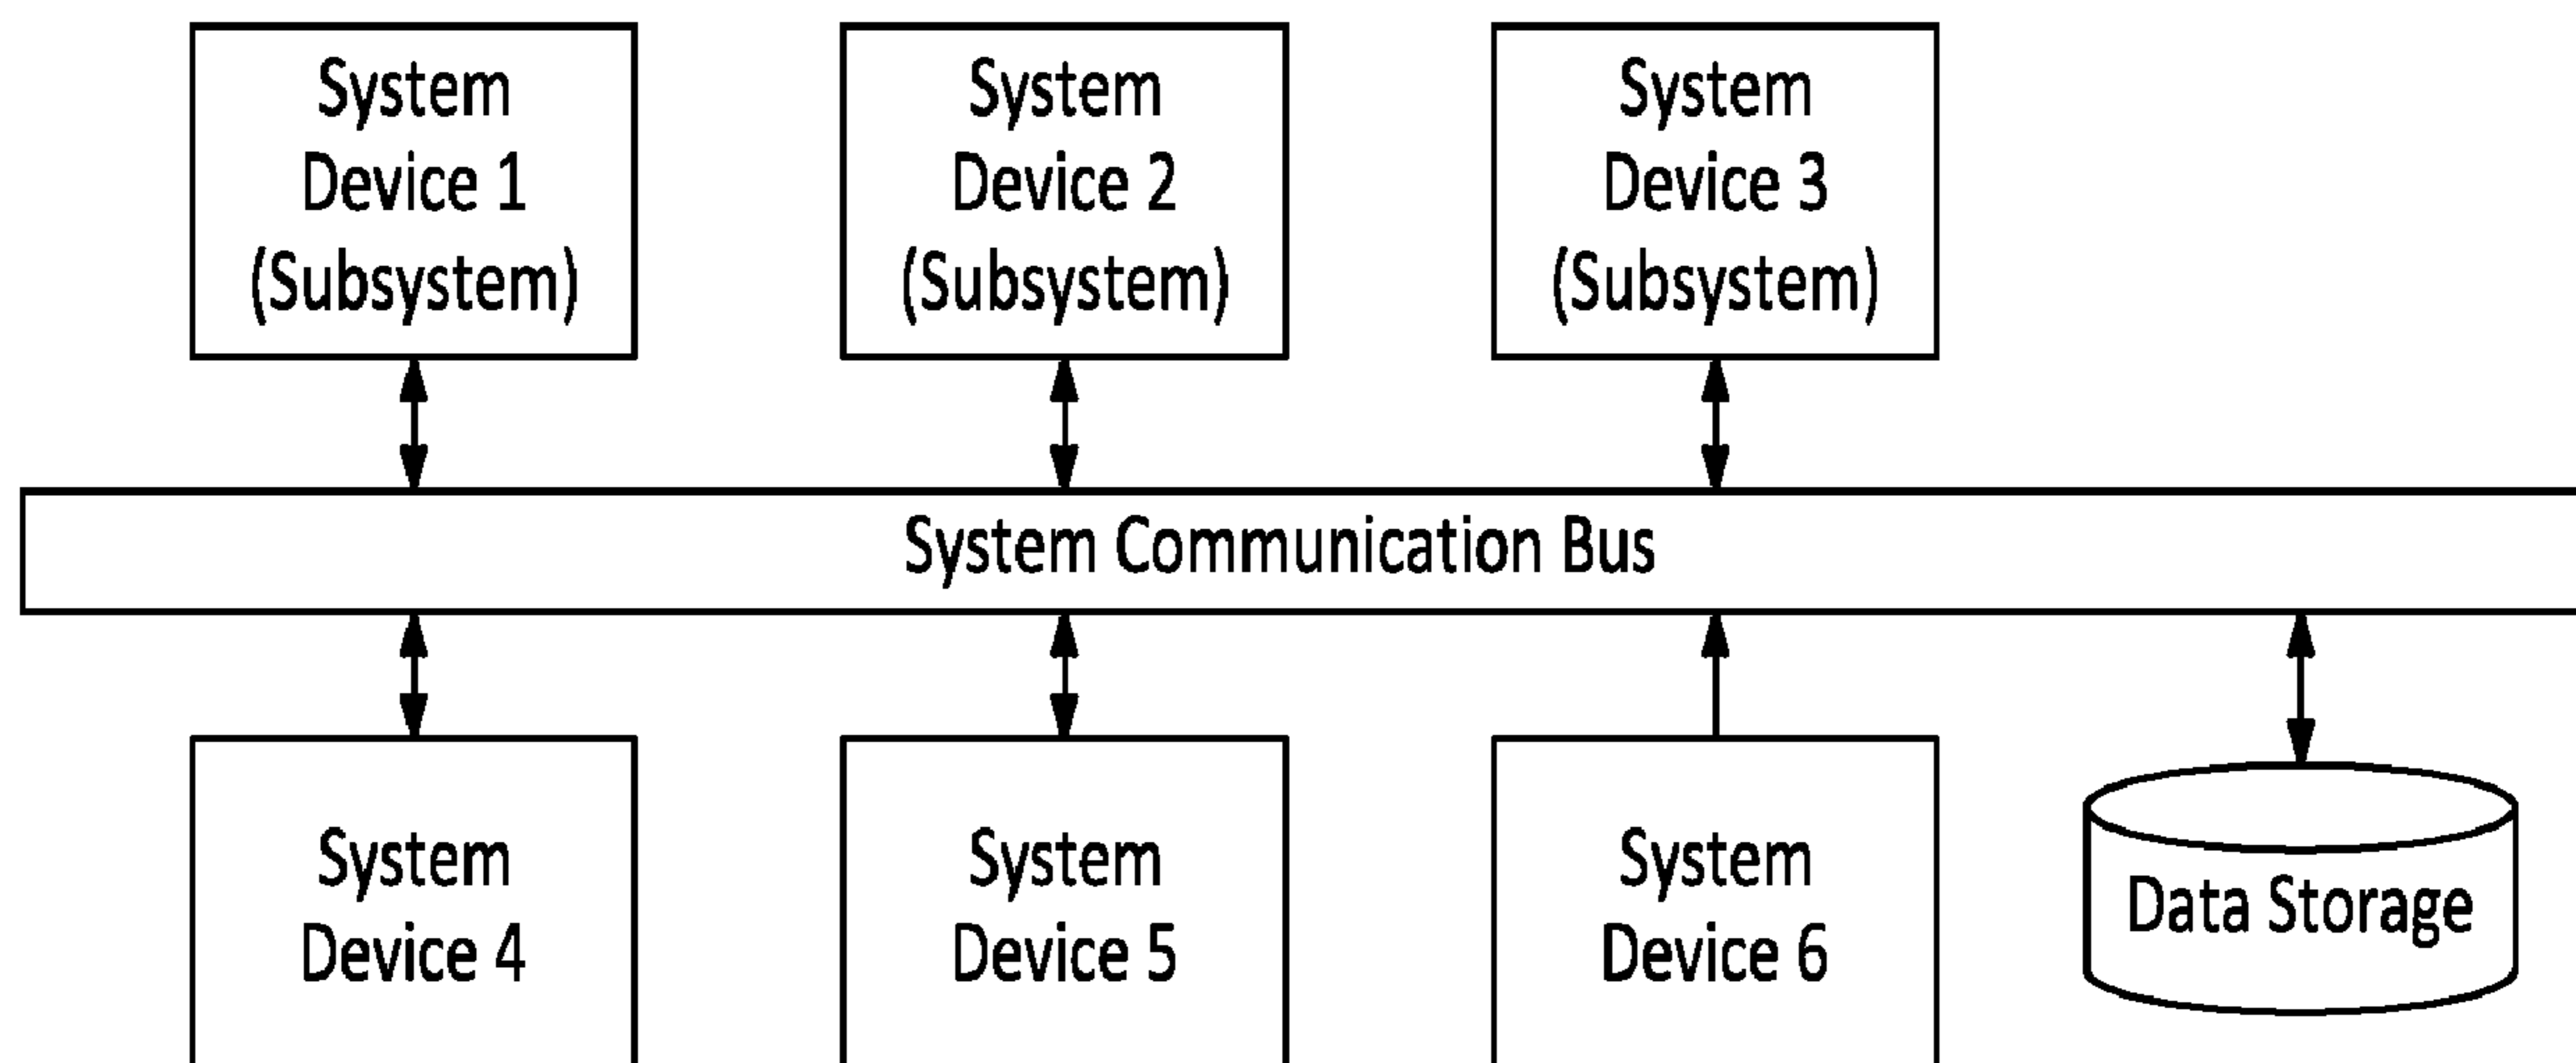 System
Device 1
(Subsystem)
System
Device 2
(Subsystem)
System
Device 3
(Subsystem)
System Communication Bus
System
Device 4
System
Device 5
System
Device 6
Data Storage